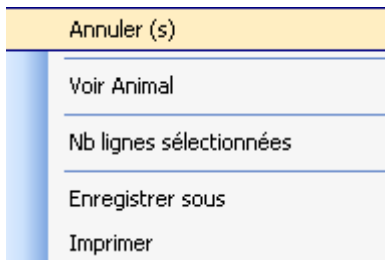 Annuler (s)
Voir Animal
Nb lignes sélectionnées
Enregistrer sous
Imprimer